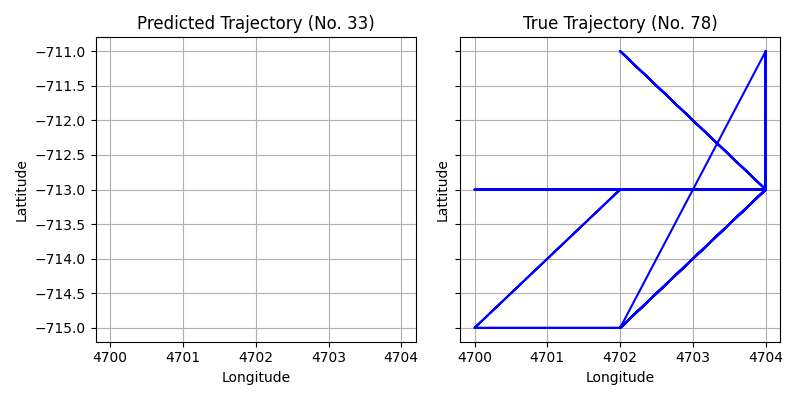 Predicted Trajectory (No. 33)
True Trajectory (No. 78)
−711.0
−711.5
−712.0
−712.5
−713.0
−713.5
−714.0
−714.5
−715.0
Lattitude
Lattitude
4700 4701 4702 4703 4704
4700 4701 4702 4703 4704
Longitude
Longitude